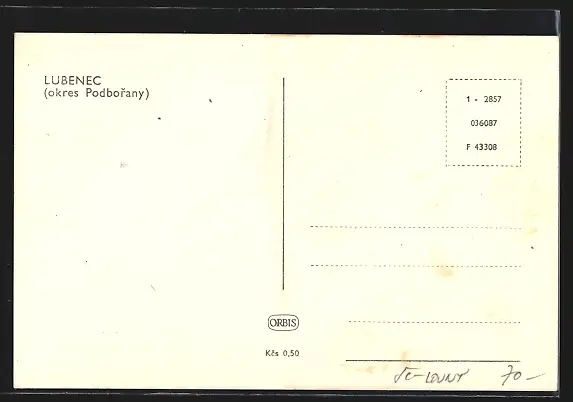 LUBENEC
(okres Podbořany)
1 - 2857
036087
F 43308
ORBIS
Kčs 0,50
70 –